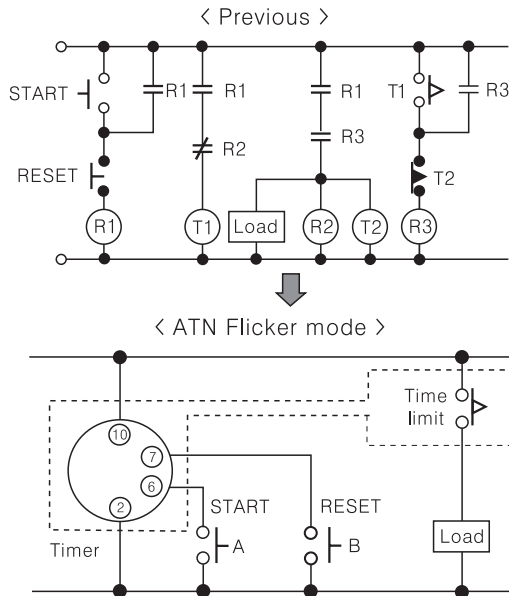 < Previous >
START
R1
R1
R1
T1
R3
R2
R3
RESET
T2
R1
T1
Load
R2
T2
R3
< ATN Flicker mode >
Time
limit
10
7
6
2
START
RESET
Timer
A
B
Load